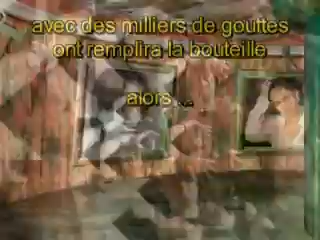 avec des milliers de gouttes
ont remplira la bouteille
alors ...